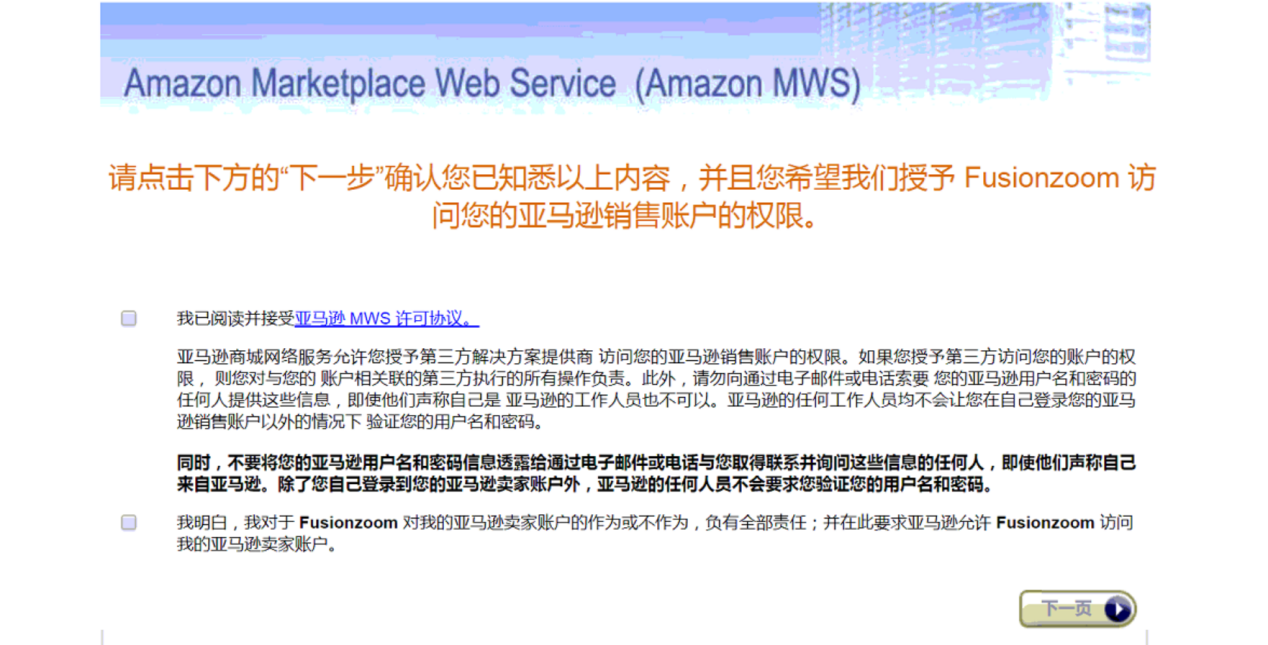 Amazon Marketplace Web Service (Amazon MWS)
请点击下方的“下一步”确认您已知悉以上内容，并且您希望我们授予 Fusionzoom 访
问您的亚马逊销售账户的权限。
我已阅读并接受亚马逊 MWS 许可协议。
亚马逊商城网络服务允许您授予第三方解决方案提供商 访问您的亚马逊销售账户的权限。如果您授予第三方访问您的账户的权
限， 则您对与您的 账户相关联的第三方执行的所有操作负责。此外，请勿向通过电子邮件或电话索要 您的亚马逊用户名和密码的
任何人提供这些信息，即使他们声称自己是 亚马逊的工作人员也不可以。亚马逊的任何工作人员均不会让您在自己登录您的亚马
逊销售账户以外的情况下 验证您的用户名和密码。
同时，不要将您的亚马逊用户名和密码信息透露给通过电子邮件或电话与您取得联系并询问这些信息的任何人，即使他们声称自己
来自亚马逊。除了您自己登录到您的亚马逊卖家账户外，亚马逊的任何人员不会要求您验证您的用户名和密码。
我明白，我对于 Fusionzoom 对我的亚马逊卖家账户的作为或不作为，负有全部责任；并在此要求亚马逊允许 Fusionzoom 访问
我的亚马逊卖家账户。
下一页